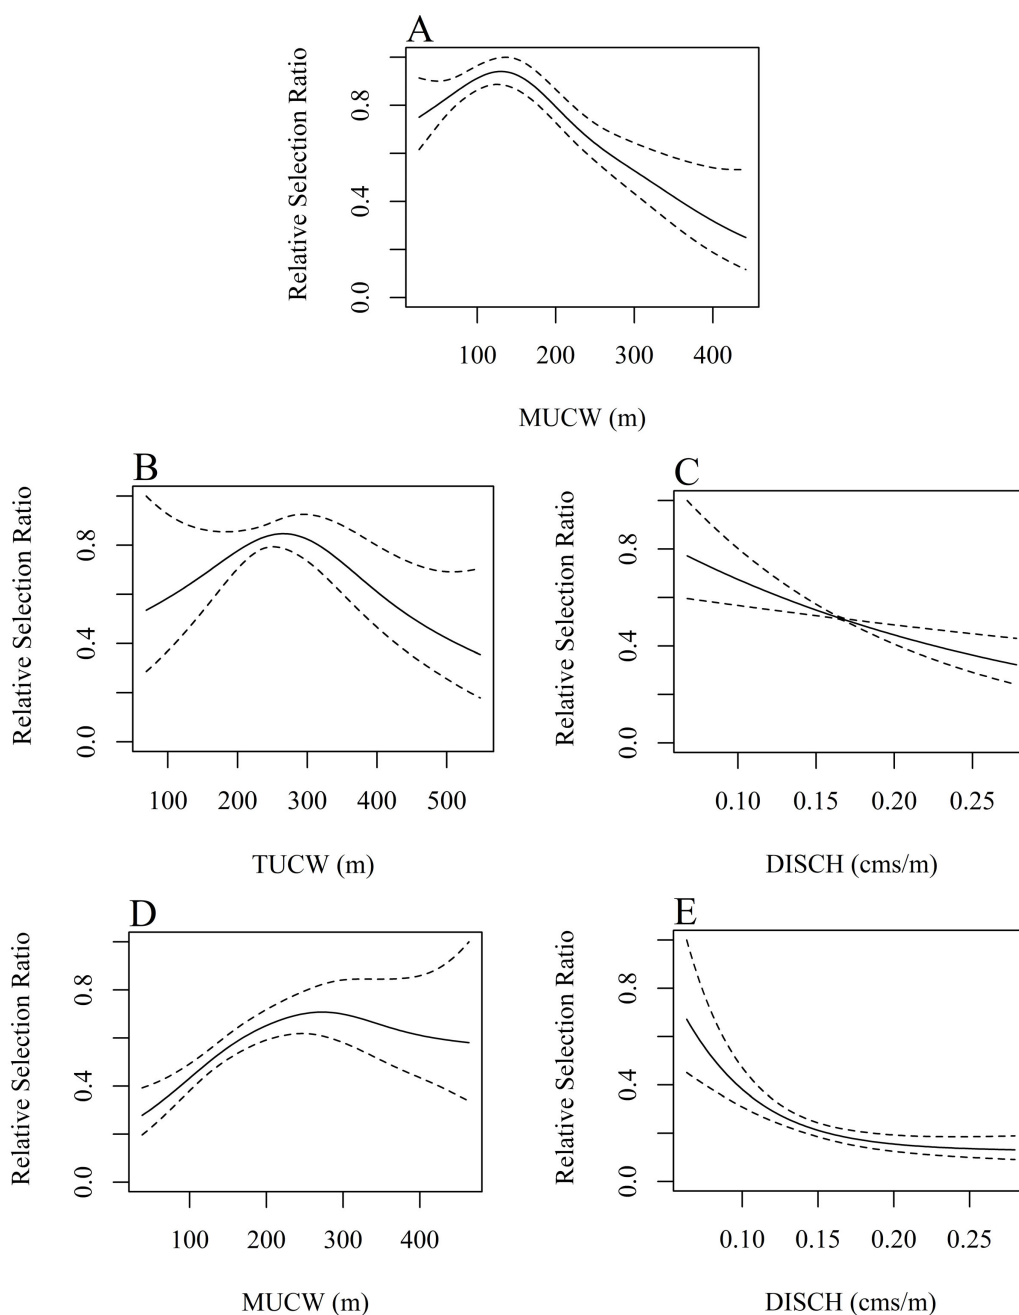 A
Relative Selection Ratio
0.8
0.4
0.0
100 200 300 400
MUCW (m)
B
Relative Selection Ratio
0.8
0.4
0.0
100 200 300 400 500
TUCW (m)
C
Relative Selection Ratio
0.8
0.4
0.0
0.10 0.15 0.20 0.25
DISCH (cms/m)
D
Relative Selection Ratio
0.8
0.4
0.0
100 200 300 400
MUCW (m)
E
Relative Selection Ratio
0.8
0.4
0.0
0.10 0.15 0.20 0.25
DISCH (cms/m)